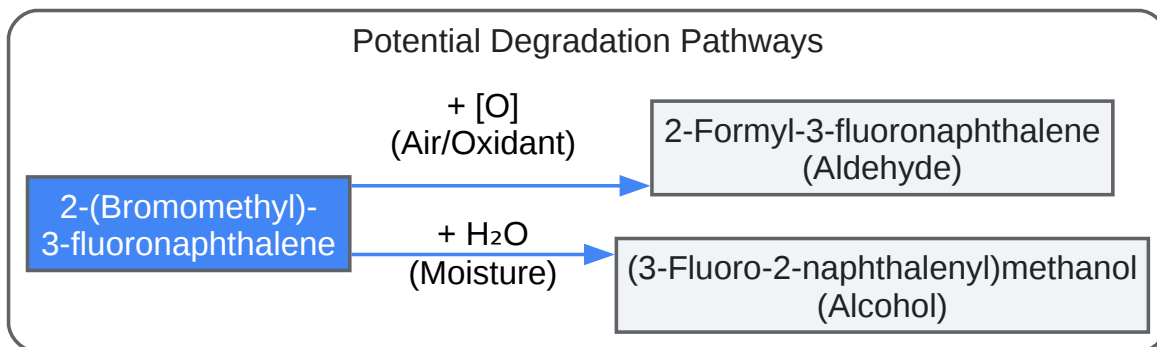 Potential Degradation Pathways
+ [O]
(Air/Oxidant)
2-Formyl-3-fluoronaphthalene
(Aldehyde)
2-(Bromomethyl)-
3-fluoronaphthalene
+ H₂O
(Moisture)
(3-Fluoro-2-naphthalenyl)methanol
(Alcohol)